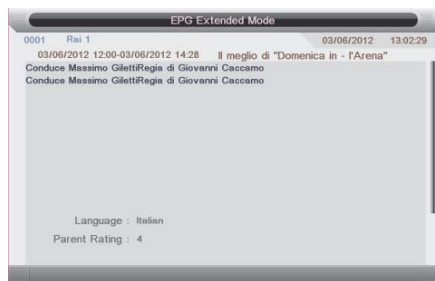 EPG Extended Mode
0001 Rai 1 03/06/2012 13:02:29
03/06/2012 12:00-03/06/2012 14:28 Il meglio di "Domenica in - l'Arena"
Conduce Massimo GilettiRegia di Giovanni Caccamo
Conduce Massimo GilettiRegia di Giovanni Caccamo
Language : Italian
Parent Rating : 4